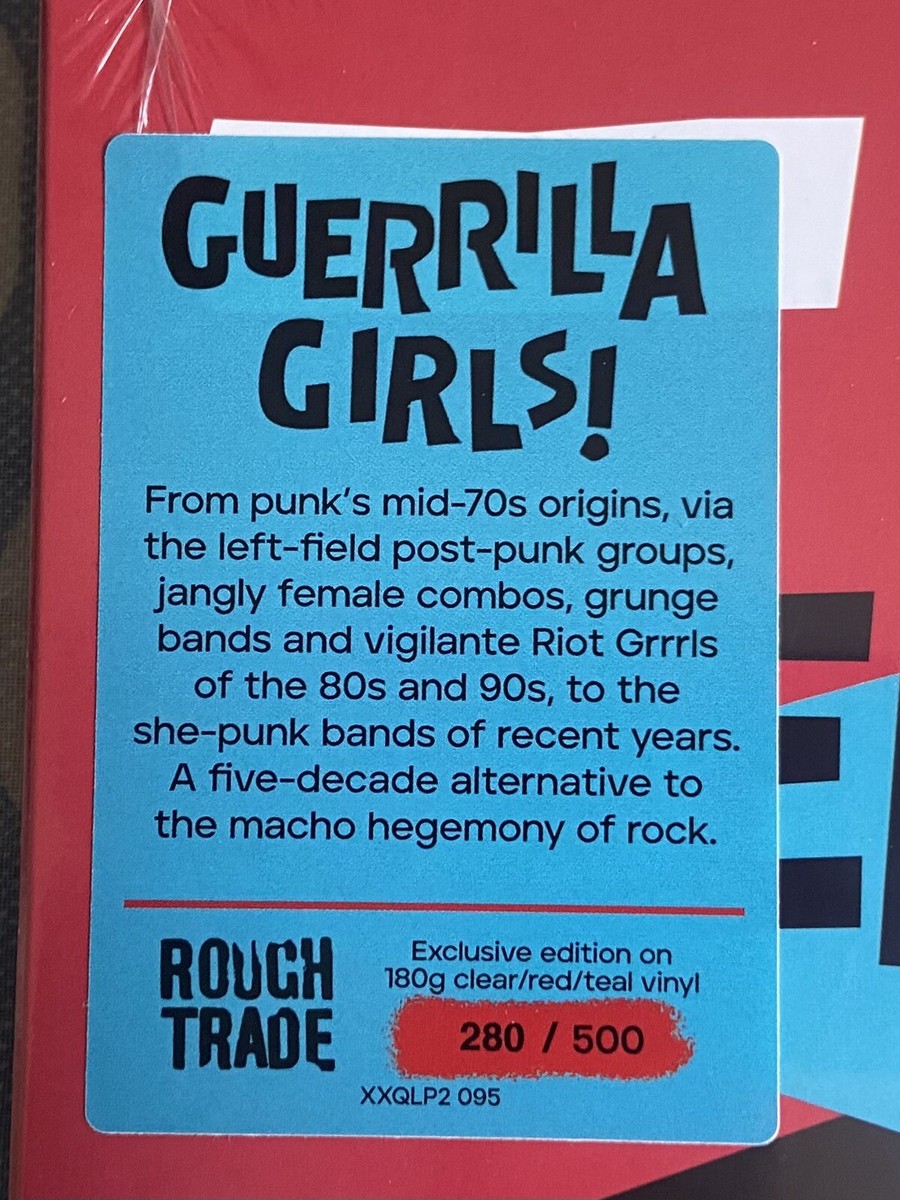 GUERRILLA
GIRLS!
From punk's mid-70s origins, via
the left-field post-punk groups,
jangly female combos, grunge
bands and vigilante Riot Grrrls
of the 80s and 90s, to the
she-punk bands of recent years.
A five-decade alternative to
the macho hegemony of rock.
ROUGH
TRADE
Exclusive edition on
180g clear/red/teal vinyl
280 / 500
XXQLP2 095